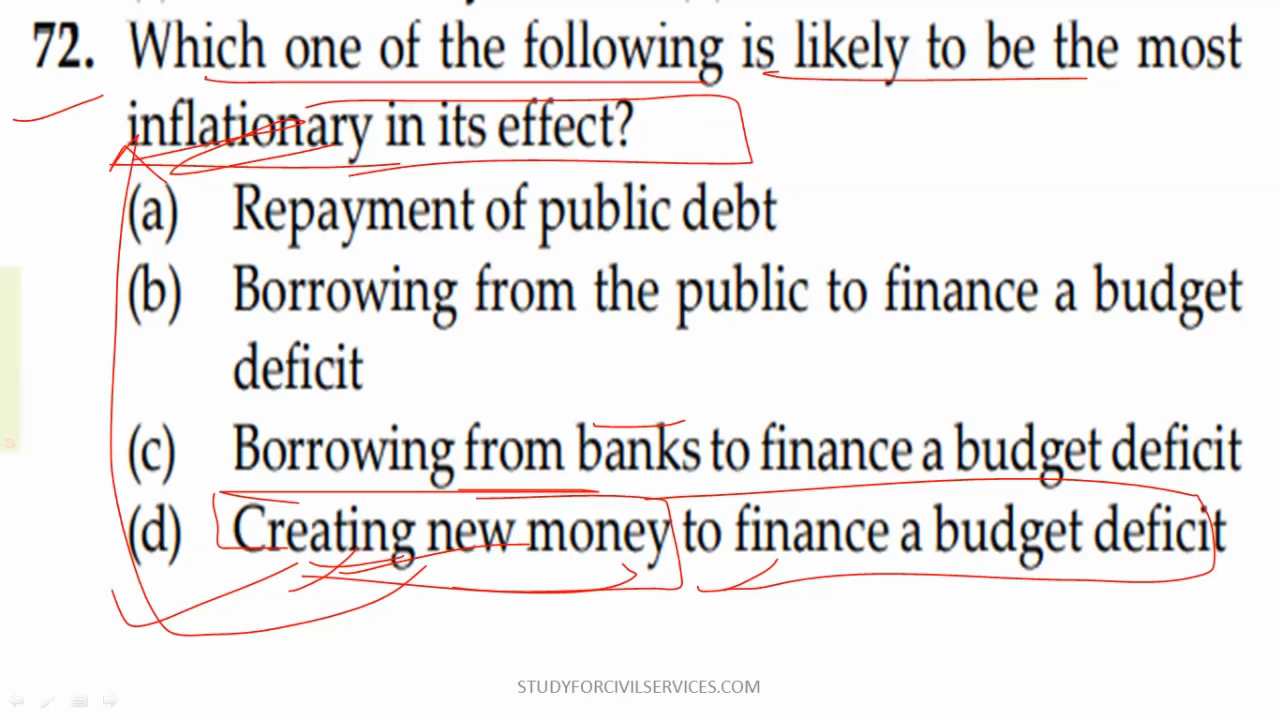 72. Which one of the following is likely to be the most
inflationary in its effect?
(a) Repayment of public debt
(b) Borrowing from the public to finance a budget
deficit
(c) Borrowing from banks to finance a budget deficit
(d) Creating new money to finance a budget deficit
STUDYFORCIVILSERVICES.COM